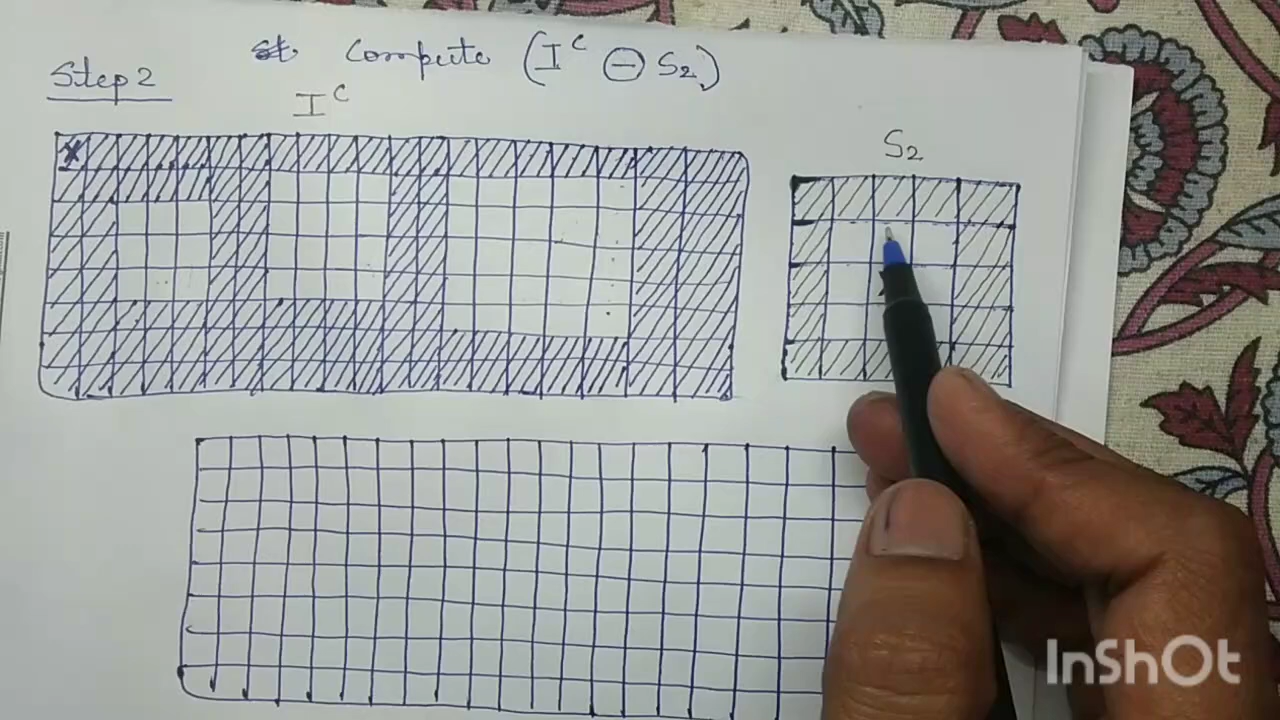 Step 2 Compute (I^C ⊖ S₂)
I^C
S₂
InShOt